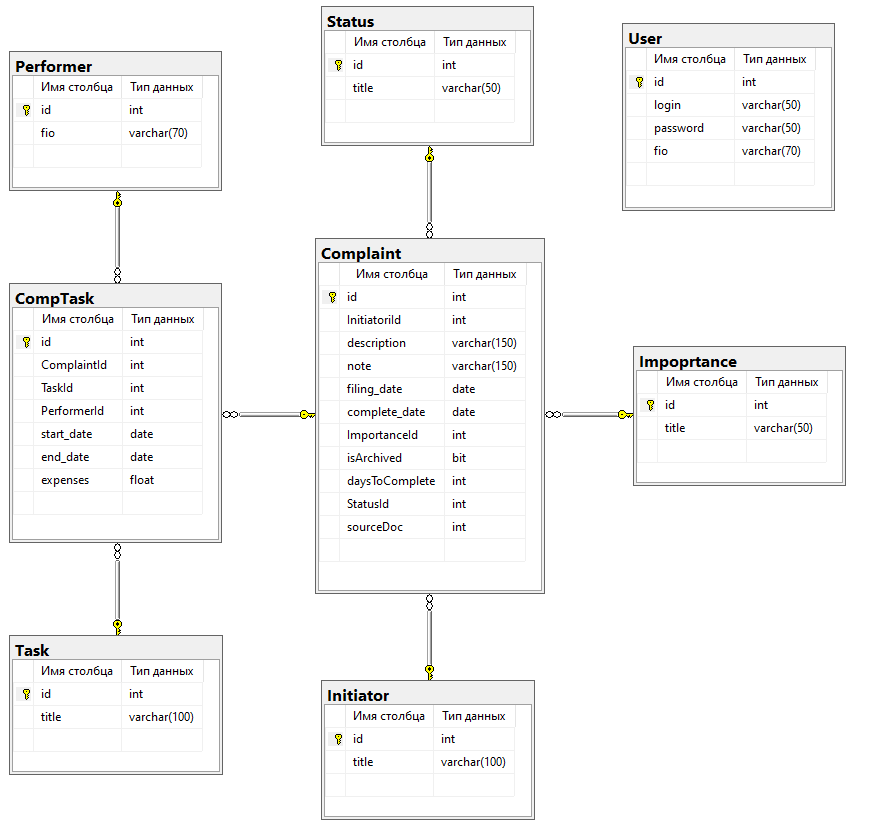 Status
Имя столбца Тип данных
id int
title varchar(50)
User
Имя столбца Тип данных
id int
login varchar(50)
password varchar(50)
fio varchar(70)
Performer
Имя столбца Тип данных
id int
fio varchar(70)
Complaint
Имя столбца Тип данных
id int
InitiatoriId int
description varchar(150)
note varchar(150)
filing_date date
complete_date date
ImportanceId int
isArchived bit
daysToComplete int
StatusId int
sourceDoc int
CompTask
Имя столбца Тип данных
id int
ComplaintId int
TaskId int
PerformerId int
start_date date
end_date date
expenses float
Impoprtance
Имя столбца Тип данных
id int
title varchar(50)
Task
Имя столбца Тип данных
id int
title varchar(100)
Initiator
Имя столбца Тип данных
id int
title varchar(100)